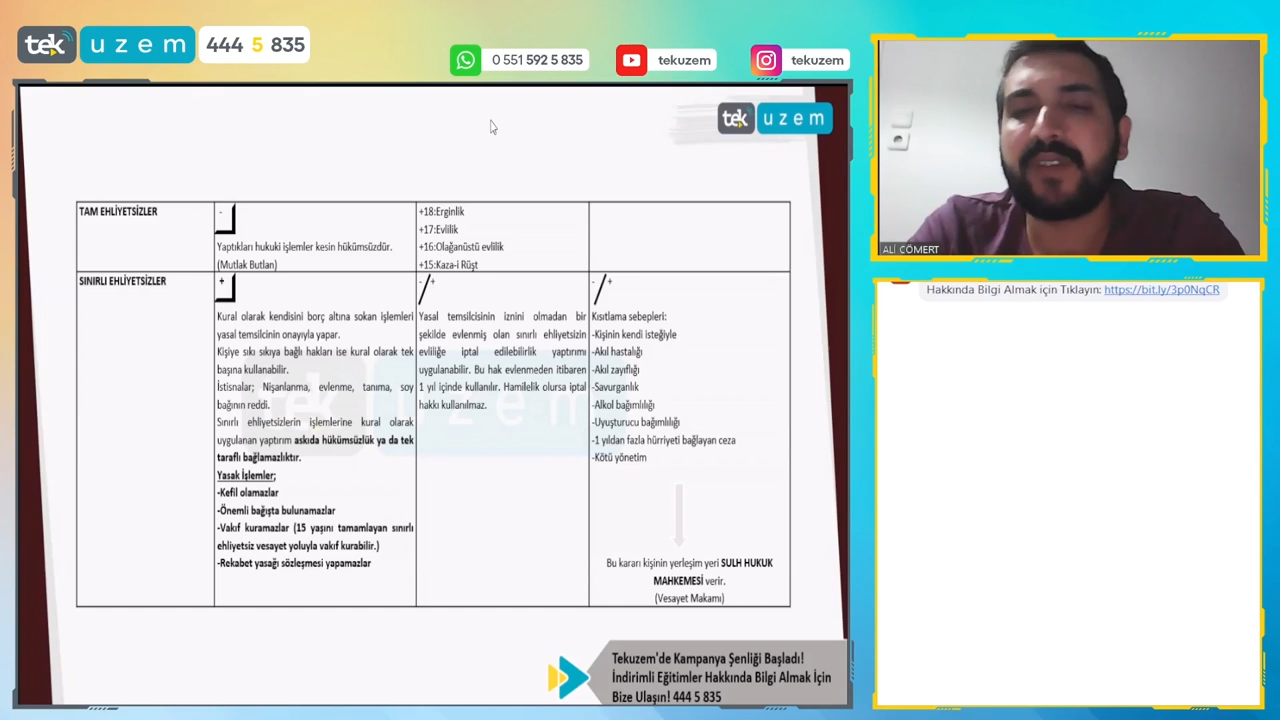 tek uzem 444 5 835
0 551 592 5 835
tekuzem
tekuzem
tek uzem
ALİ CÖMERT
Hakkında Bilgi Almak için Tıklayın: https://bit.ly/3p0NqCR
TAM EHLİYETSİZLER
-
Yaptıkları hukuki işlemler kesin hükümsüzdür.
(Mutlak Butlan)
+18:Erginlik
+17:Evlilik
+16:Olağanüstü evlilik
+15:Kaza-i Rüşt
SINIRLI EHLİYETSİZLER
+
Kural olarak kendisini borç altına sokan işlemleri
yasal temsilcinin onayıyla yapar.
Kişiye sıkı sıkıya bağlı hakları ise kural olarak tek
başına kullanabilir.
İstisnalar; Nişanlanma, evlenme, tanıma, soy
bağının reddi.
Sınırlı ehliyetsizlerin işlemlerine kural olarak
uygulanan yaptırım askıda hükümsüzlük ya da tek
taraflı bağlamazlıktır.
Yasak İşlemler;
-Kefil olamazlar
-Önemli bağışta bulunamazlar
-Vakıf kuramazlar (15 yaşını tamamlayan sınırlı
ehliyetsiz vesayet yoluyla vakıf kurabilir.)
-Rekabet yasağı sözleşmesi yapamazlar
-/+
Yasal temsilcisinin iznini olmadan bir
şekilde evlenmiş olan sınırlı ehliyetsizin
evliliğe iptal edilebilirlik yaptırımı
uygulanabilir. Bu hak evlenmeden itibaren
1 yıl içinde kullanılır. Hamilelik olursa iptal
hakkı kullanılmaz.
-/+
Kısıtlama sebepleri:
-Kişinin kendi isteğiyle
-Akıl hastalığı
-Akıl zayıflığı
-Savurganlık
-Alkol bağımlılığı
-Uyuşturucu bağımlılığı
-1 yıldan fazla hürriyeti bağlayan ceza
-Kötü yönetim
Bu kararı kişinin yerleşim yeri SULH HUKUK
MAHKEMESİ verir.
(Vesayet Makamı)
tek uzem
Tekuzem'de Kampanya Şenliği Başladı!
İndirimli Eğitimler Hakkında Bilgi Almak İçin
Bize Ulaşın! 444 5 835